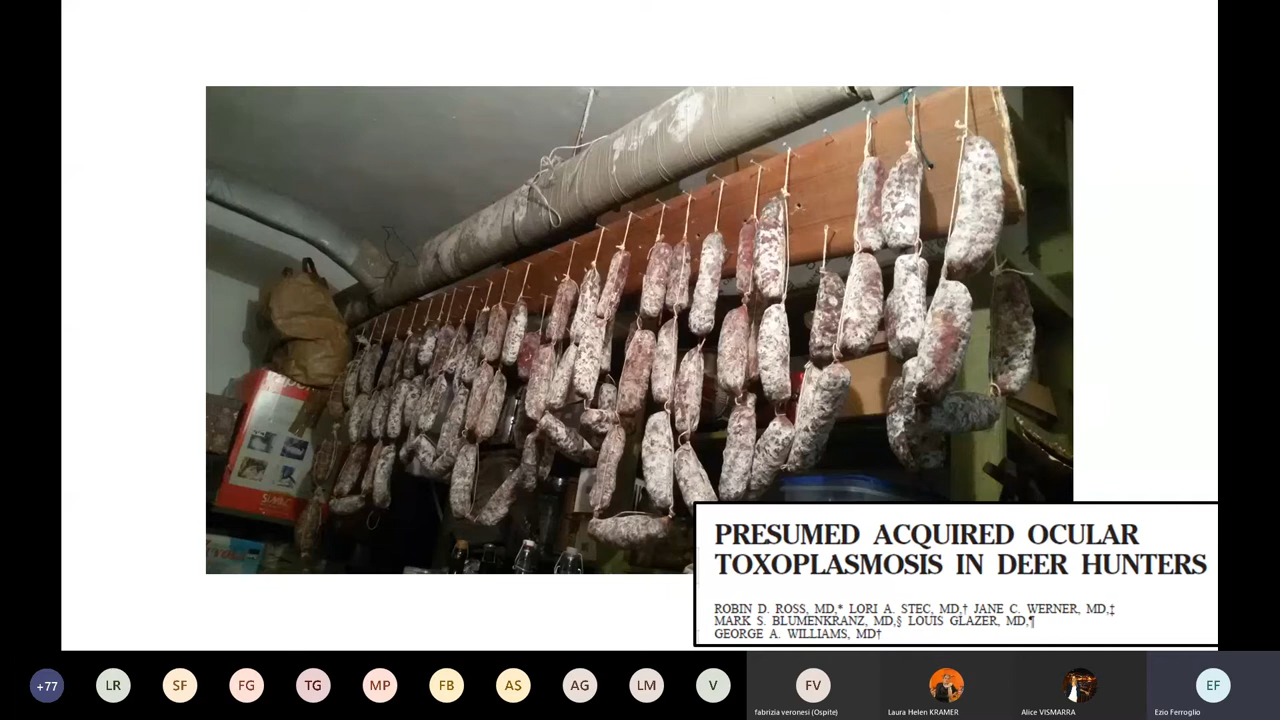 PRESUMED ACQUIRED OCULAR
TOXOPLASMOSIS IN DEER HUNTERS
ROBIN D. ROSS, MD,* LORI A. STEC, MD,† JANE C. WERNER, MD,‡
MARK S. BLUMENKRANZ, MD,§ LOUIS GLAZER, MD,¶
GEORGE A. WILLIAMS, MD†
+77
LR
SF
FG
TG
MP
FB
AS
AG
LM
V
FV
EF
fabrizia veronesi (Ospite)
Laura Helen KRAMER
Alice VISMARRA
Ezio Ferroglio